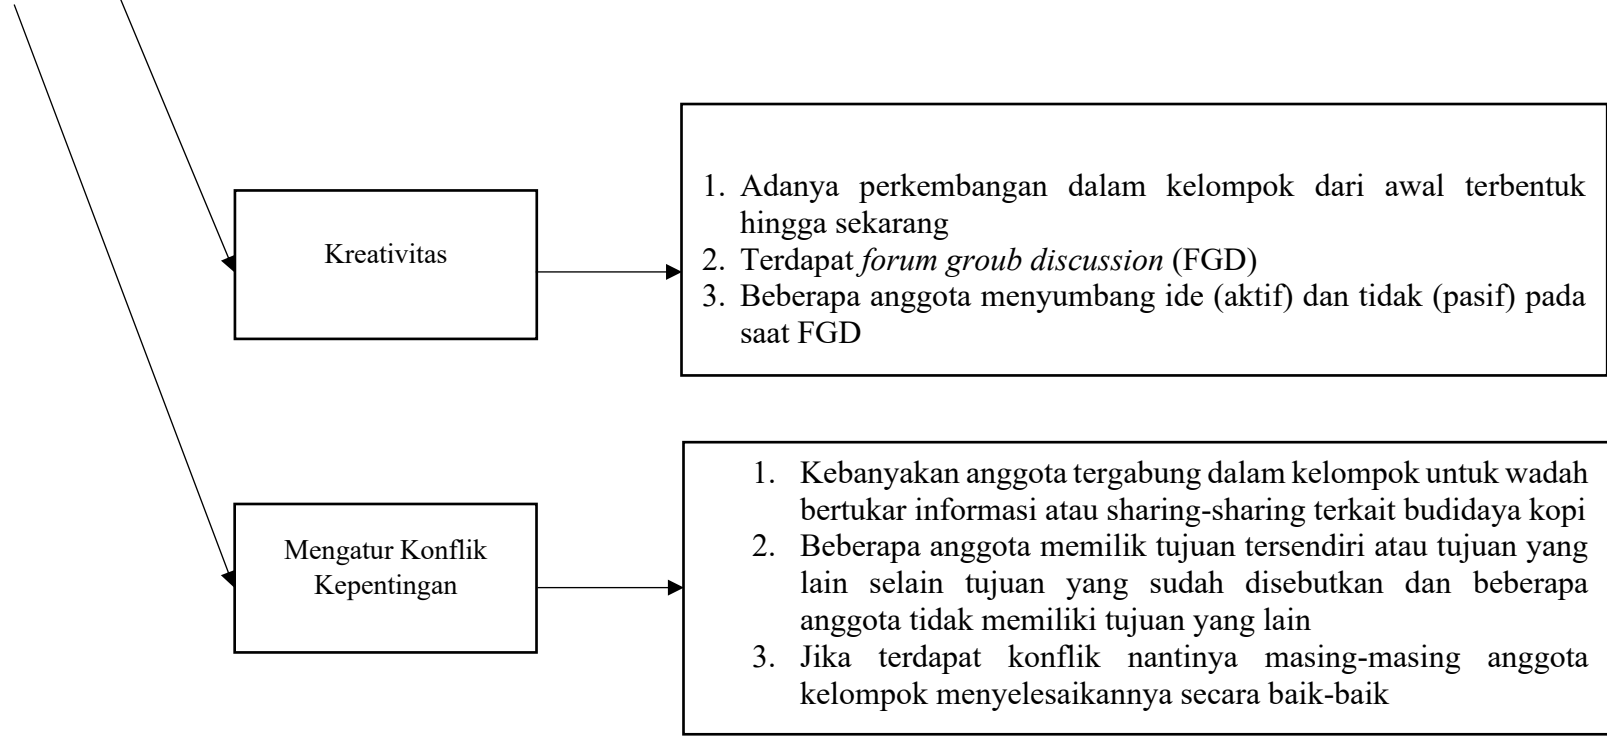 Kreativitas
1. Adanya perkembangan dalam kelompok dari awal terbentuk
hingga sekarang
2. Terdapat forum groub discussion (FGD)
3. Beberapa anggota menyumbang ide (aktif) dan tidak (pasif) pada
saat FGD
Mengatur Konflik
Kepentingan
1. Kebanyakan anggota tergabung dalam kelompok untuk wadah
bertukar informasi atau sharing-sharing terkait budidaya kopi
2. Beberapa anggota memilik tujuan tersendiri atau tujuan yang
lain selain tujuan yang sudah disebutkan dan beberapa
anggota tidak memiliki tujuan yang lain
3. Jika terdapat konflik nantinya masing-masing anggota
kelompok menyelesaikannya secara baik-baik